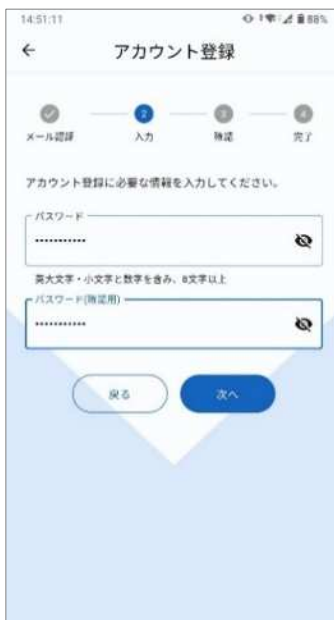 14:51:11 88%
アカウント登録
2 3 4
メール認証 入力 確認 完了
アカウント登録に必要な情報を入力してください。
パスワード
•••••••••••
英大文字・小文字と数字を含み、8文字以上
パスワード(確認用)
•••••••••••
戻る 次へ